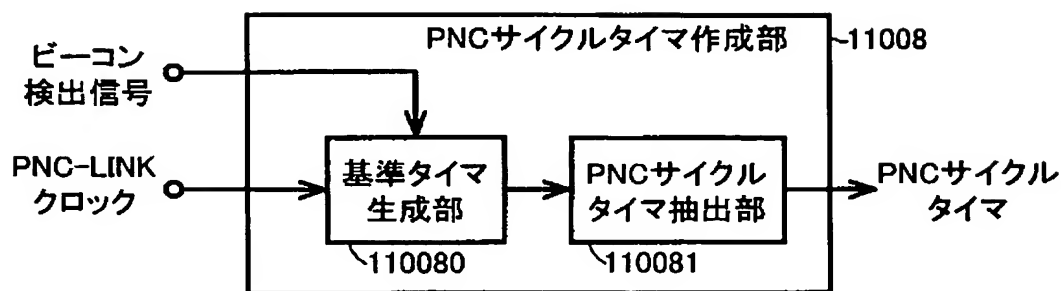 PNCサイクルタイマ作成部
11008
ビーコン
検出信号
PNC-LINK
クロック
基準タイマ
生成部
110080
PNCサイクル
タイマ抽出部
110081
PNCサイクル
タイマ